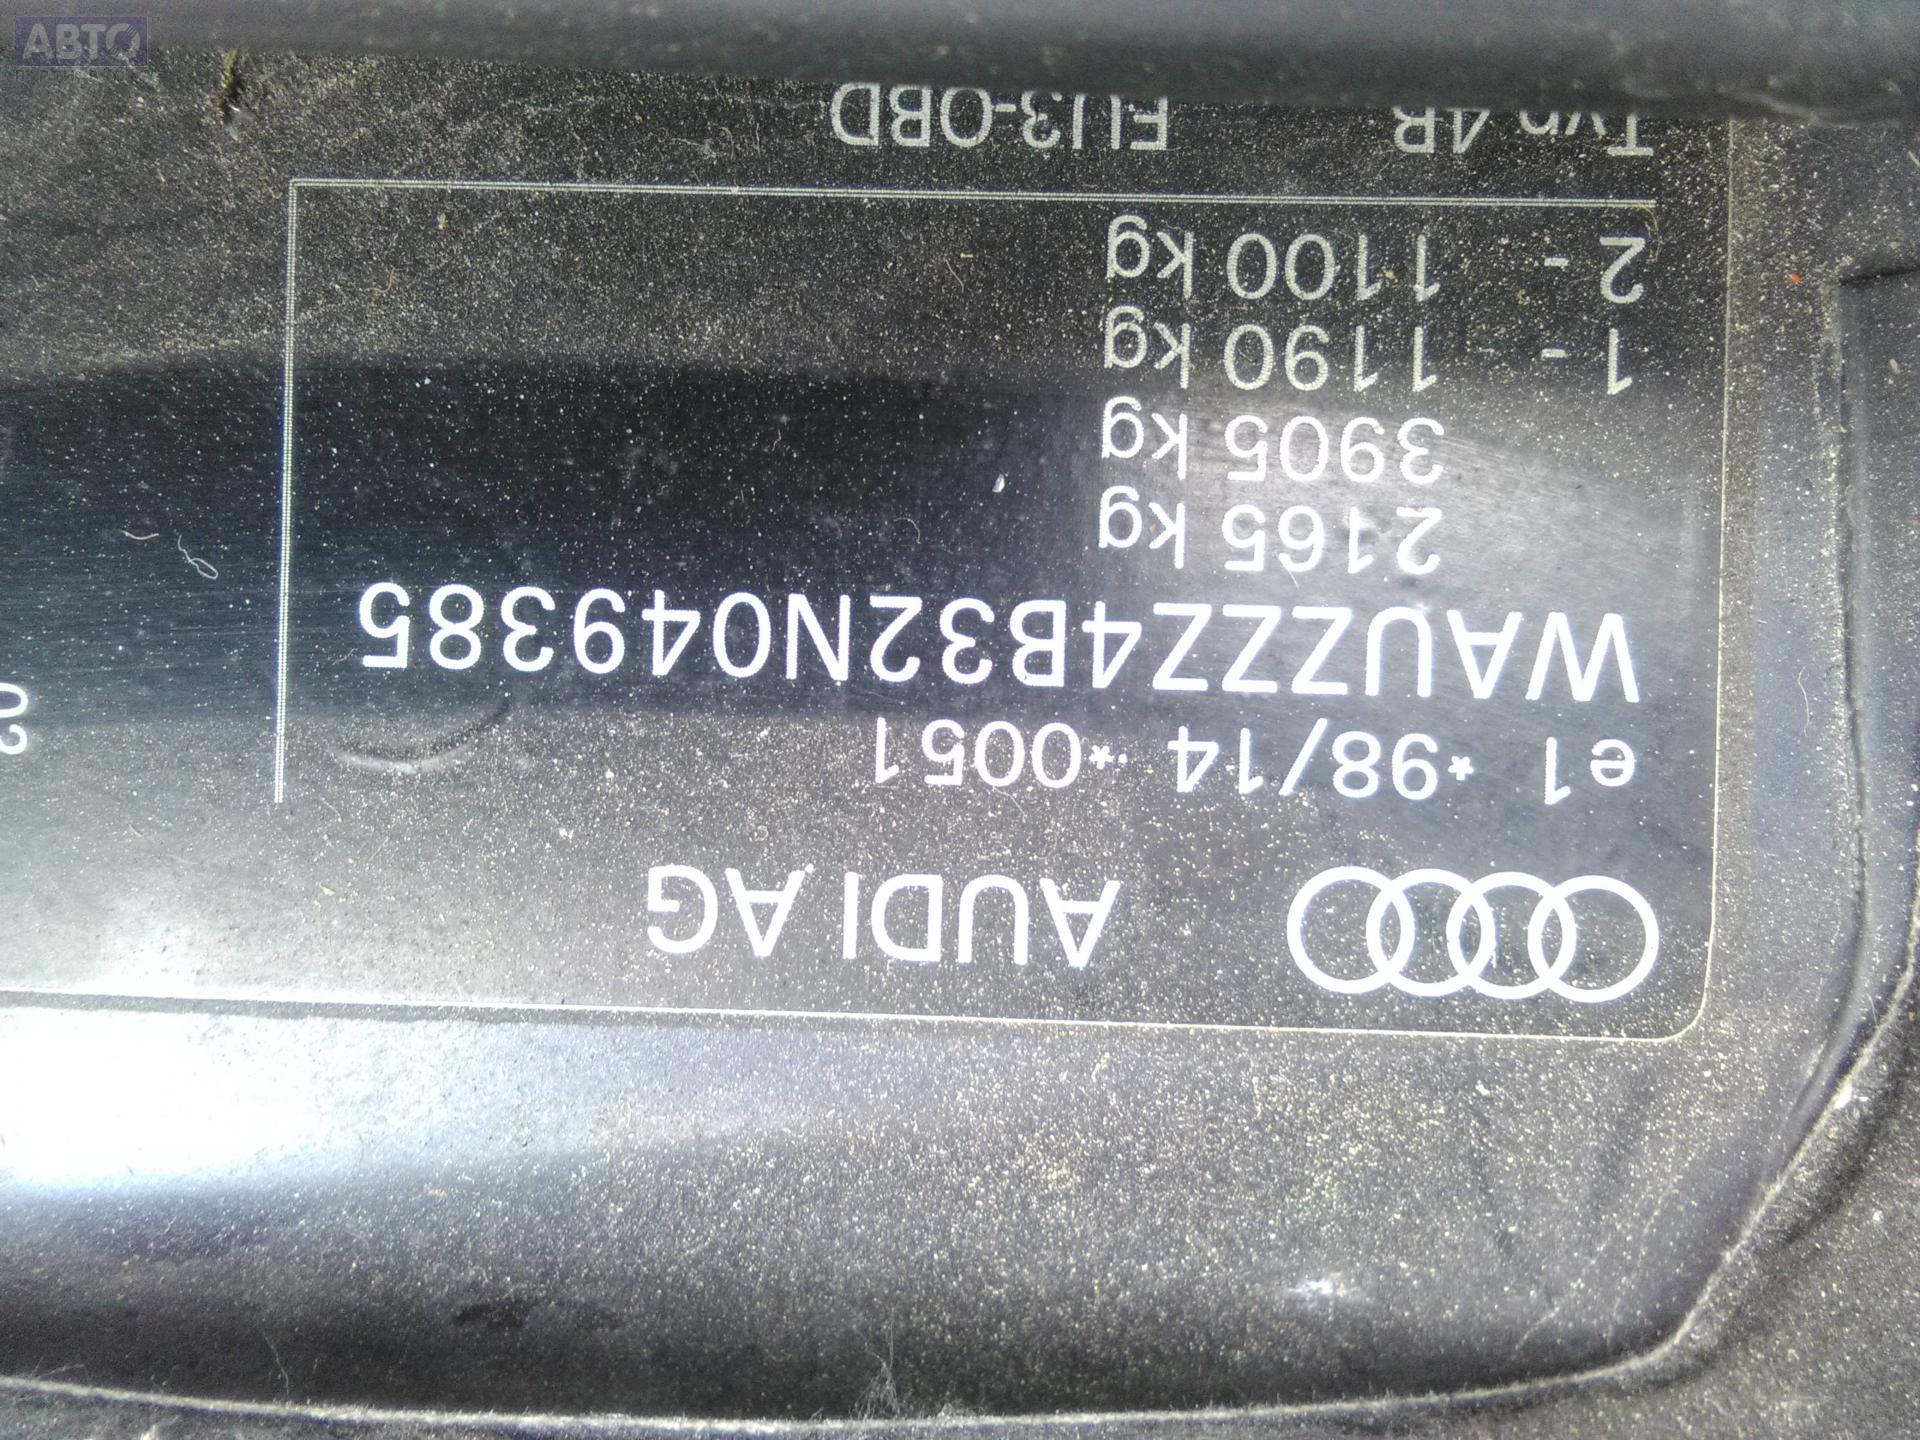 AUDI AG
e1 *98/14 *0051
WAUZZZ4B32N049385
2165 kg
3905 kg
1 - 1190 kg
2 - 1100 kg
Typ 4B EU3-OBD
АВТО